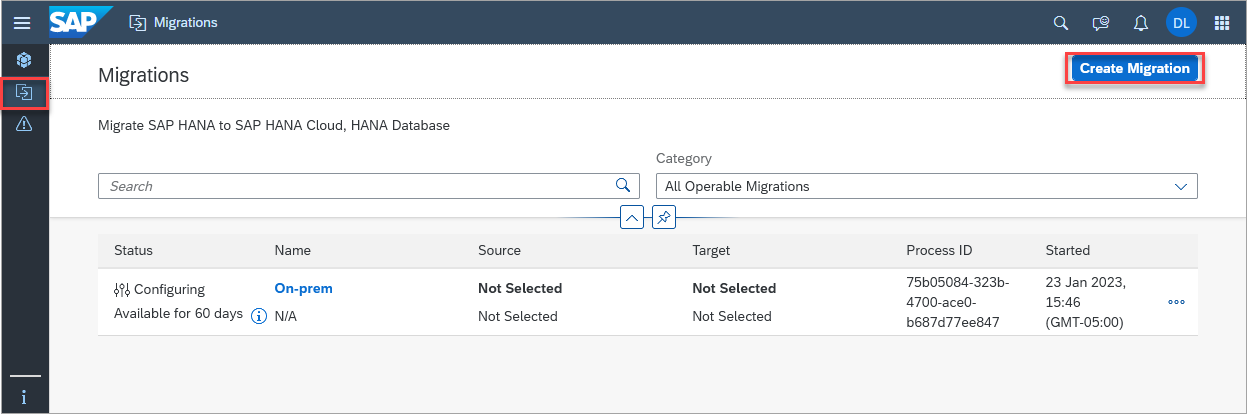 SAP Migrations DL
Migrations
Create Migration
Migrate SAP HANA to SAP HANA Cloud, HANA Database
Category
Search
All Operable Migrations
Status Name Source Target Process ID Started
Configuring On-prem Not Selected Not Selected 75b05084-323b-4700-ace0-b687d77ee847 23 Jan 2023, 15:46 (GMT-05:00)
Available for 60 days N/A Not Selected Not Selected